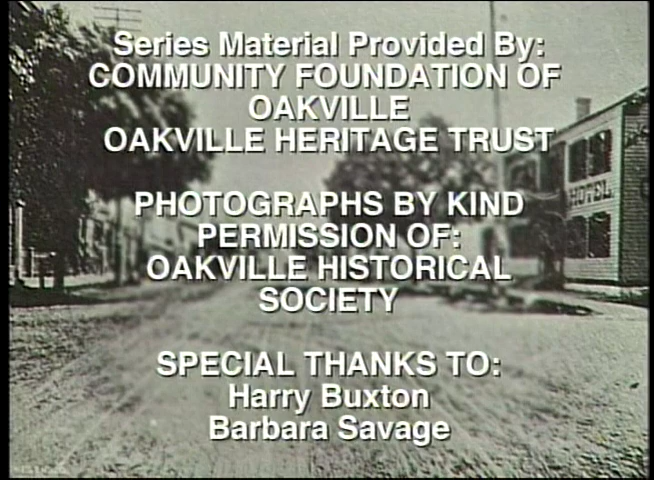 Series Material Provided By:
COMMUNITY FOUNDATION OF
OAKVILLE
OAKVILLE HERITAGE TRUST
PHOTOGRAPHS BY KIND
PERMISSION OF:
OAKVILLE HISTORICAL
SOCIETY
SPECIAL THANKS TO:
Harry Buxton
Barbara Savage
HOTEL